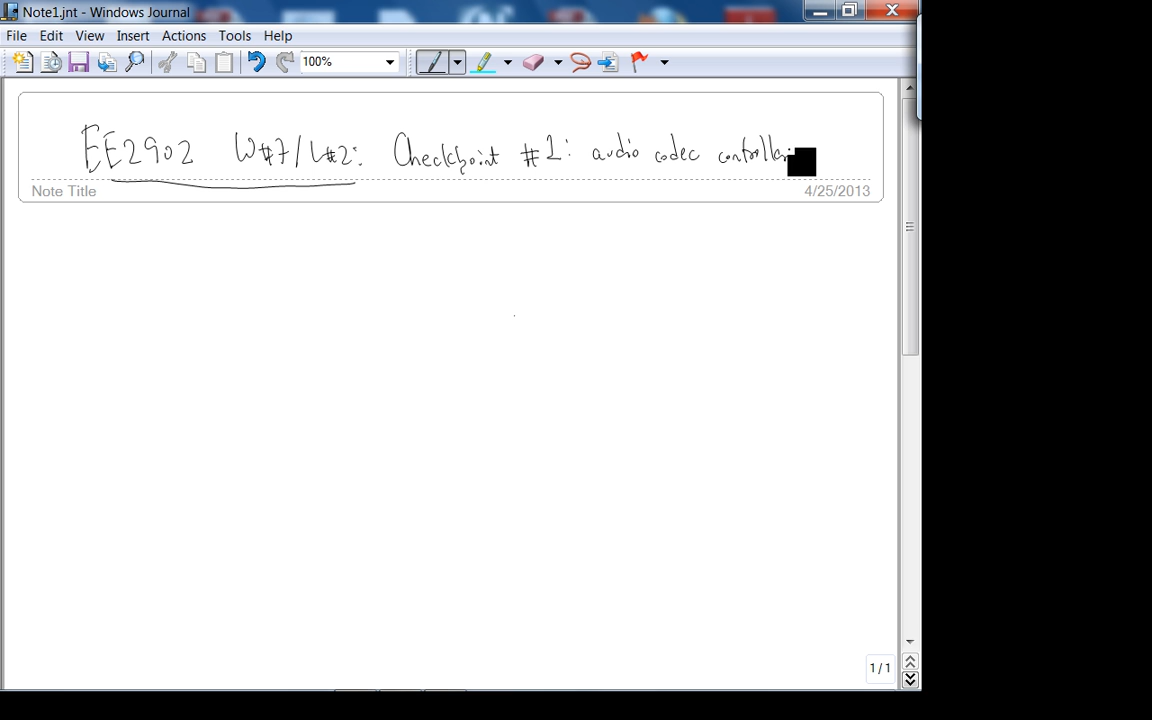 Note1.jnt - Windows Journal
File Edit View Insert Actions Tools Help
100%
EE2902 W#7/L#2: Checkpoint #1: audio codec
Note Title 4/25/2013
1/1